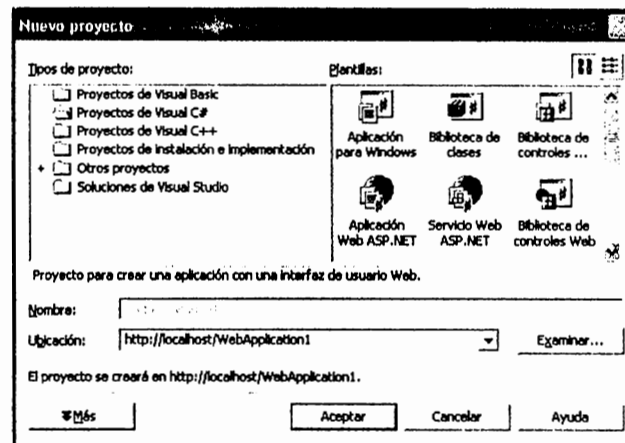 Nuevo proyecto
Tipos de proyecto:
Plantillas:
Proyectos de Visual Basic
Proyectos de Visual C#
Proyectos de Visual C++
Proyectos de instalación e implementación
+ Otros proyectos
Soluciones de Visual Studio
Aplicación para Windows
Biblioteca de clases
Biblioteca de controles ...
Aplicación Web ASP.NET
Servicio Web ASP.NET
Biblioteca de controles Web
Proyecto para crear una aplicación con una interfaz de usuario Web.
Nombre:
Ubicación:
http://localhost/WebApplication1
Examinar...
El proyecto se creará en http://localhost/WebApplication1.
Más
Aceptar
Cancelar
Ayuda